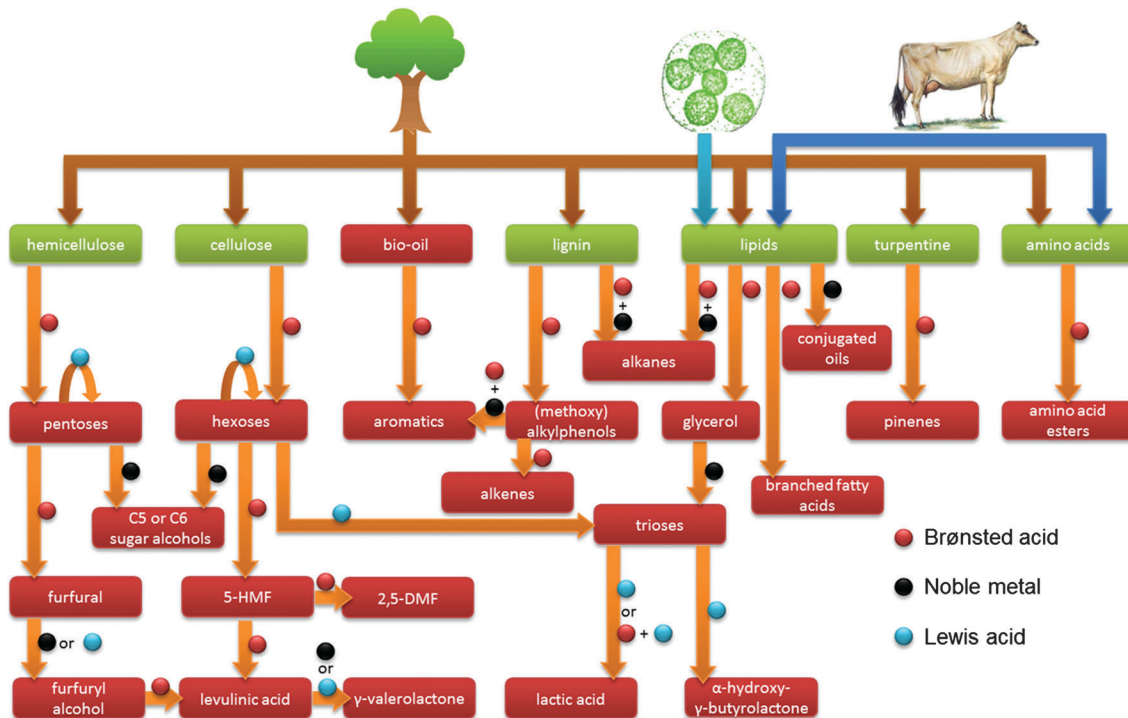 hemicellulose
cellulose
bio-oil
lignin
lipids
turpentine
amino acids
+
+
conjugated
oils
alkanes
+
pentoses
hexoses
aromatics
(methoxy)
alkylphenols
glycerol
pinenes
amino acid
esters
alkenes
branched fatty
acids
C5 or C6
sugar alcohols
trioses
Brønsted acid
Noble metal
Lewis acid
furfural
5-HMF
2,5-DMF
or
or
+
or
furfuryl
alcohol
levulinic acid
γ-valerolactone
lactic acid
α-hydroxy-
γ-butyrolactone